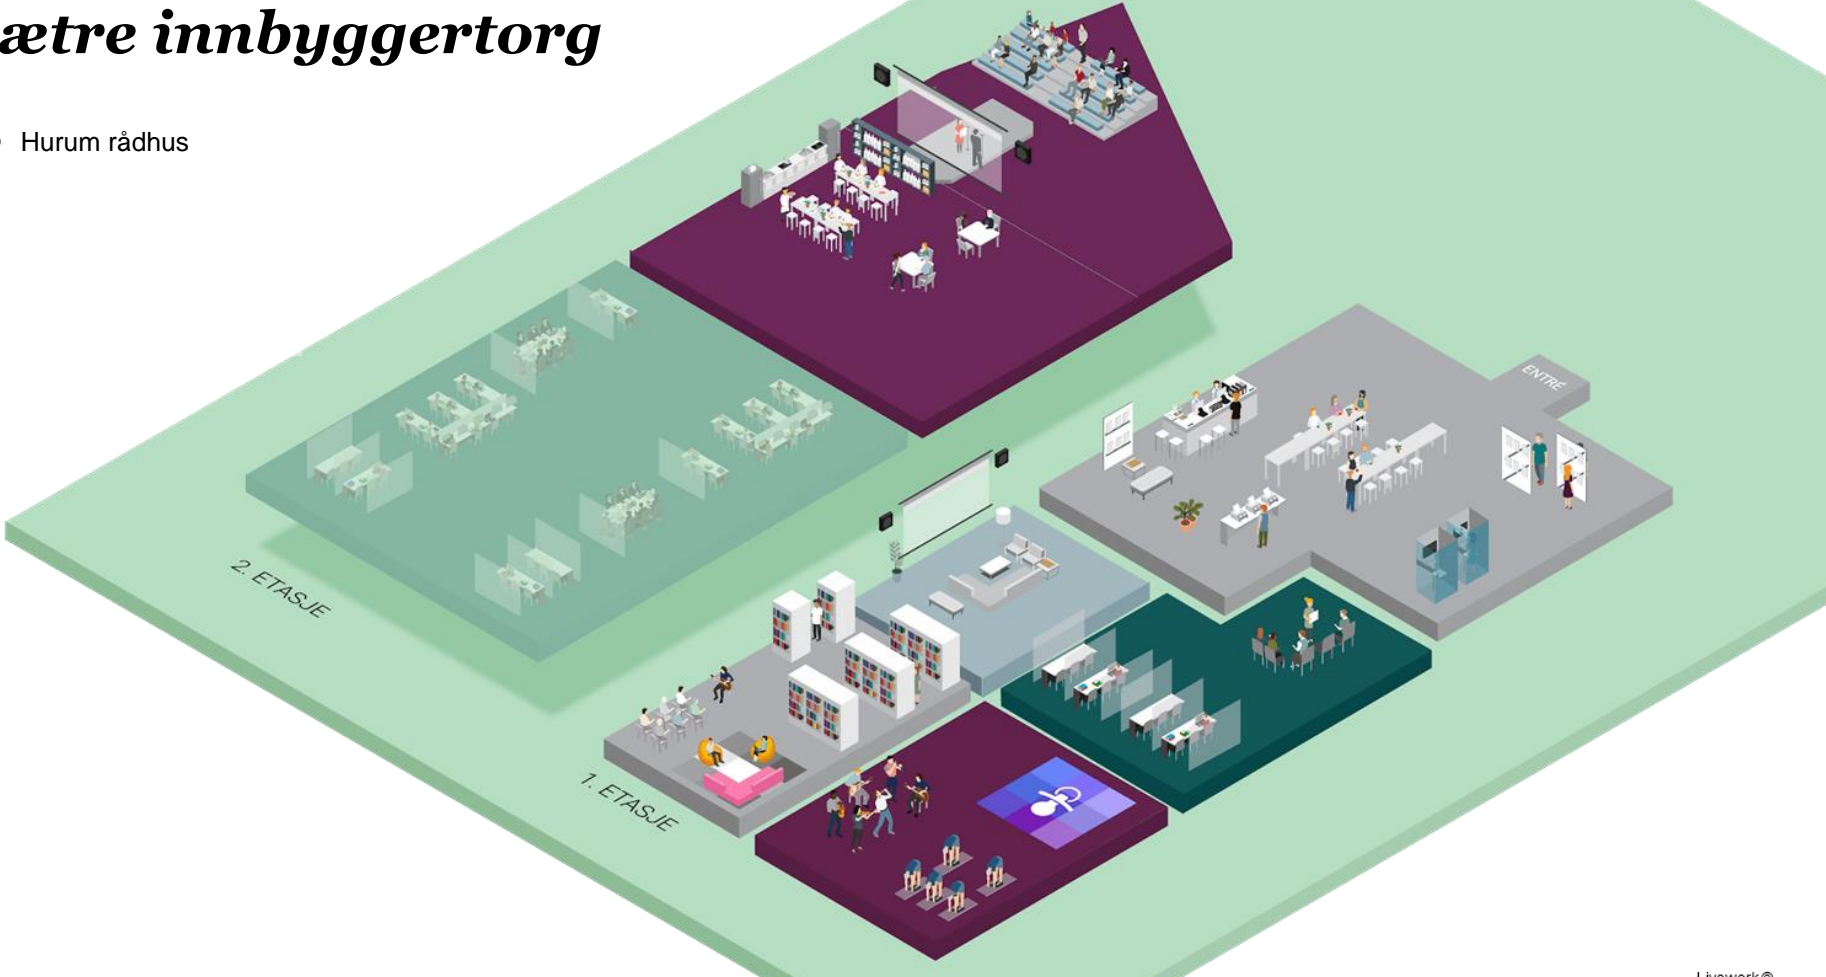 ætre innbyggertorg
Hurum rådhus
ENTRÉ
2. ETASJE
1. ETASJE